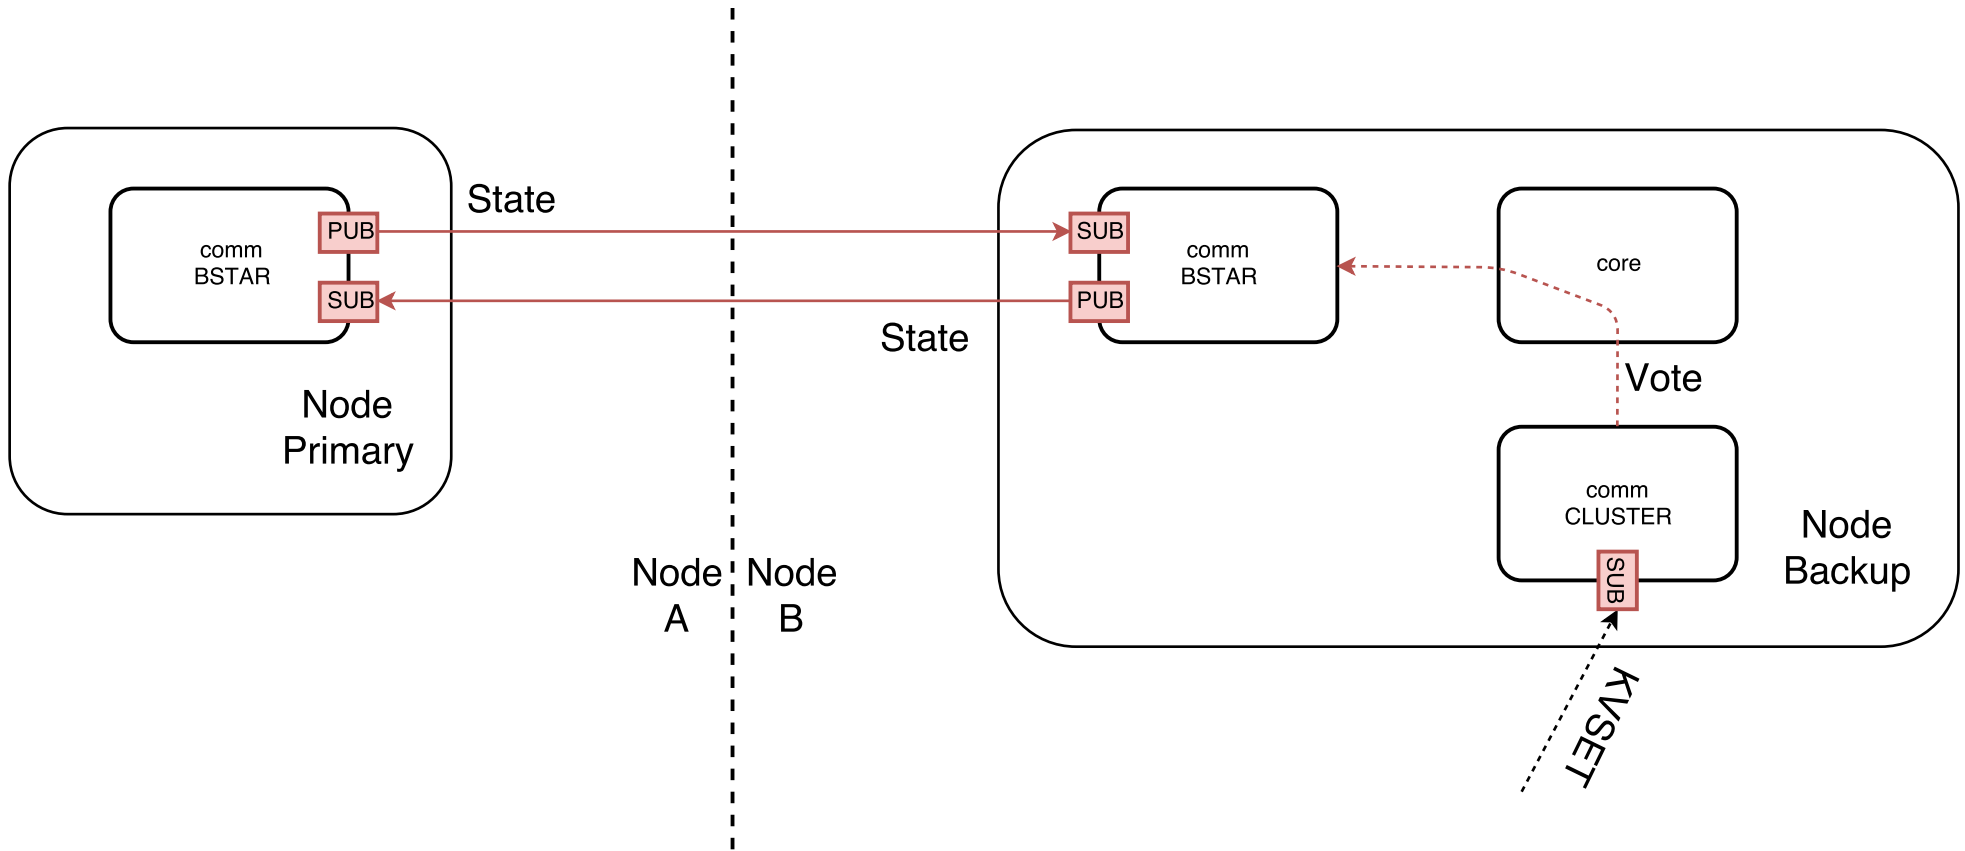 State
PUB
comm
BSTAR
SUB
Node
Primary
SUB
comm
BSTAR
PUB
State
core
Vote
comm
CLUSTER
SUB
Node
Backup
Node
A
Node
B
KVSET